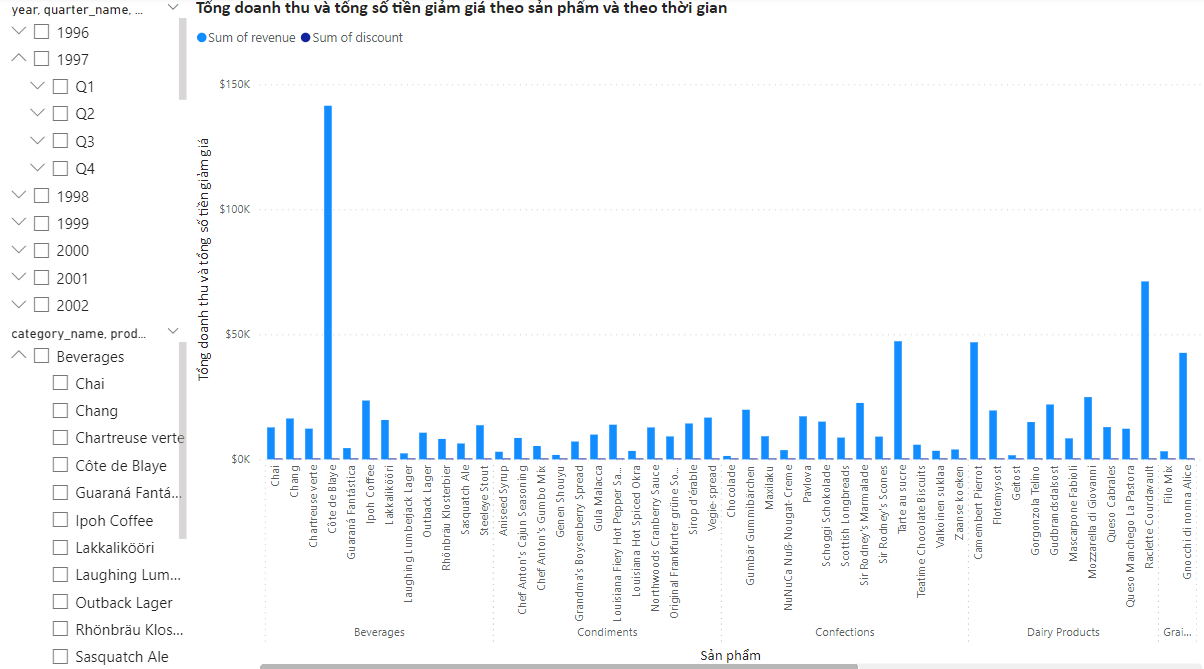 year, quarter_name, ...
1996
1997
Q1
Q2
Q3
Q4
1998
1999
2000
2001
2002
category_name, prod...
Beverages
Chai
Chang
Chartreuse verte
Côte de Blaye
Guaraná Fantá...
Ipoh Coffee
Lakkalikööri
Laughing Lum...
Outback Lager
Rhönbräu Klos...
Sasquatch Ale
Tổng doanh thu và tổng số tiền giảm giá theo sản phẩm và theo thời gian
Sum of revenue Sum of discount
Tổng doanh thu và tổng số tiền giảm giá
$150K
$100K
$50K
$0K
Chai
Chang
Chartreuse verte
Côte de Blaye
Guaraná Fantástica
Ipoh Coffee
Lakkalikööri
Laughing Lumberjack Lager
Outback Lager
Rhönbräu Klosterbier
Sasquatch Ale
Steeleye Stout
Aniseed Syrup
Chef Anton's Cajun Seasoning
Chef Anton's Gumbo Mix
Genen Shouyu
Grandma's Boysenberry Spread
Gula Malacca
Louisiana Fiery Hot Pepper Sa...
Louisiana Hot Spiced Okra
Northwoods Cranberry Sauce
Original Frankfurter grüne So...
Sirop d'érable
Vegie-spread
Chocolade
Gumbär Gummibärchen
Maxilaku
NuNuCa Nuß-Nougat-Creme
Pavlova
Schoggi Schokolade
Scottish Longbreads
Sir Rodney's Marmalade
Sir Rodney's Scones
Tarte au sucre
Teatime Chocolate Biscuits
Valkoinen suklaa
Zaanse koeken
Camembert Pierrot
Flotemysost
Geitost
Gorgonzola Telino
Gudbrandsdalsost
Mascarpone Fabioli
Mozzarella di Giovanni
Queso Cabrales
Queso Manchego La Pastora
Raclette Courdavault
Filo Mix
Gnocchi di nonna Alice
Beverages
Condiments
Confections
Dairy Products
Grai...
Sản phẩm